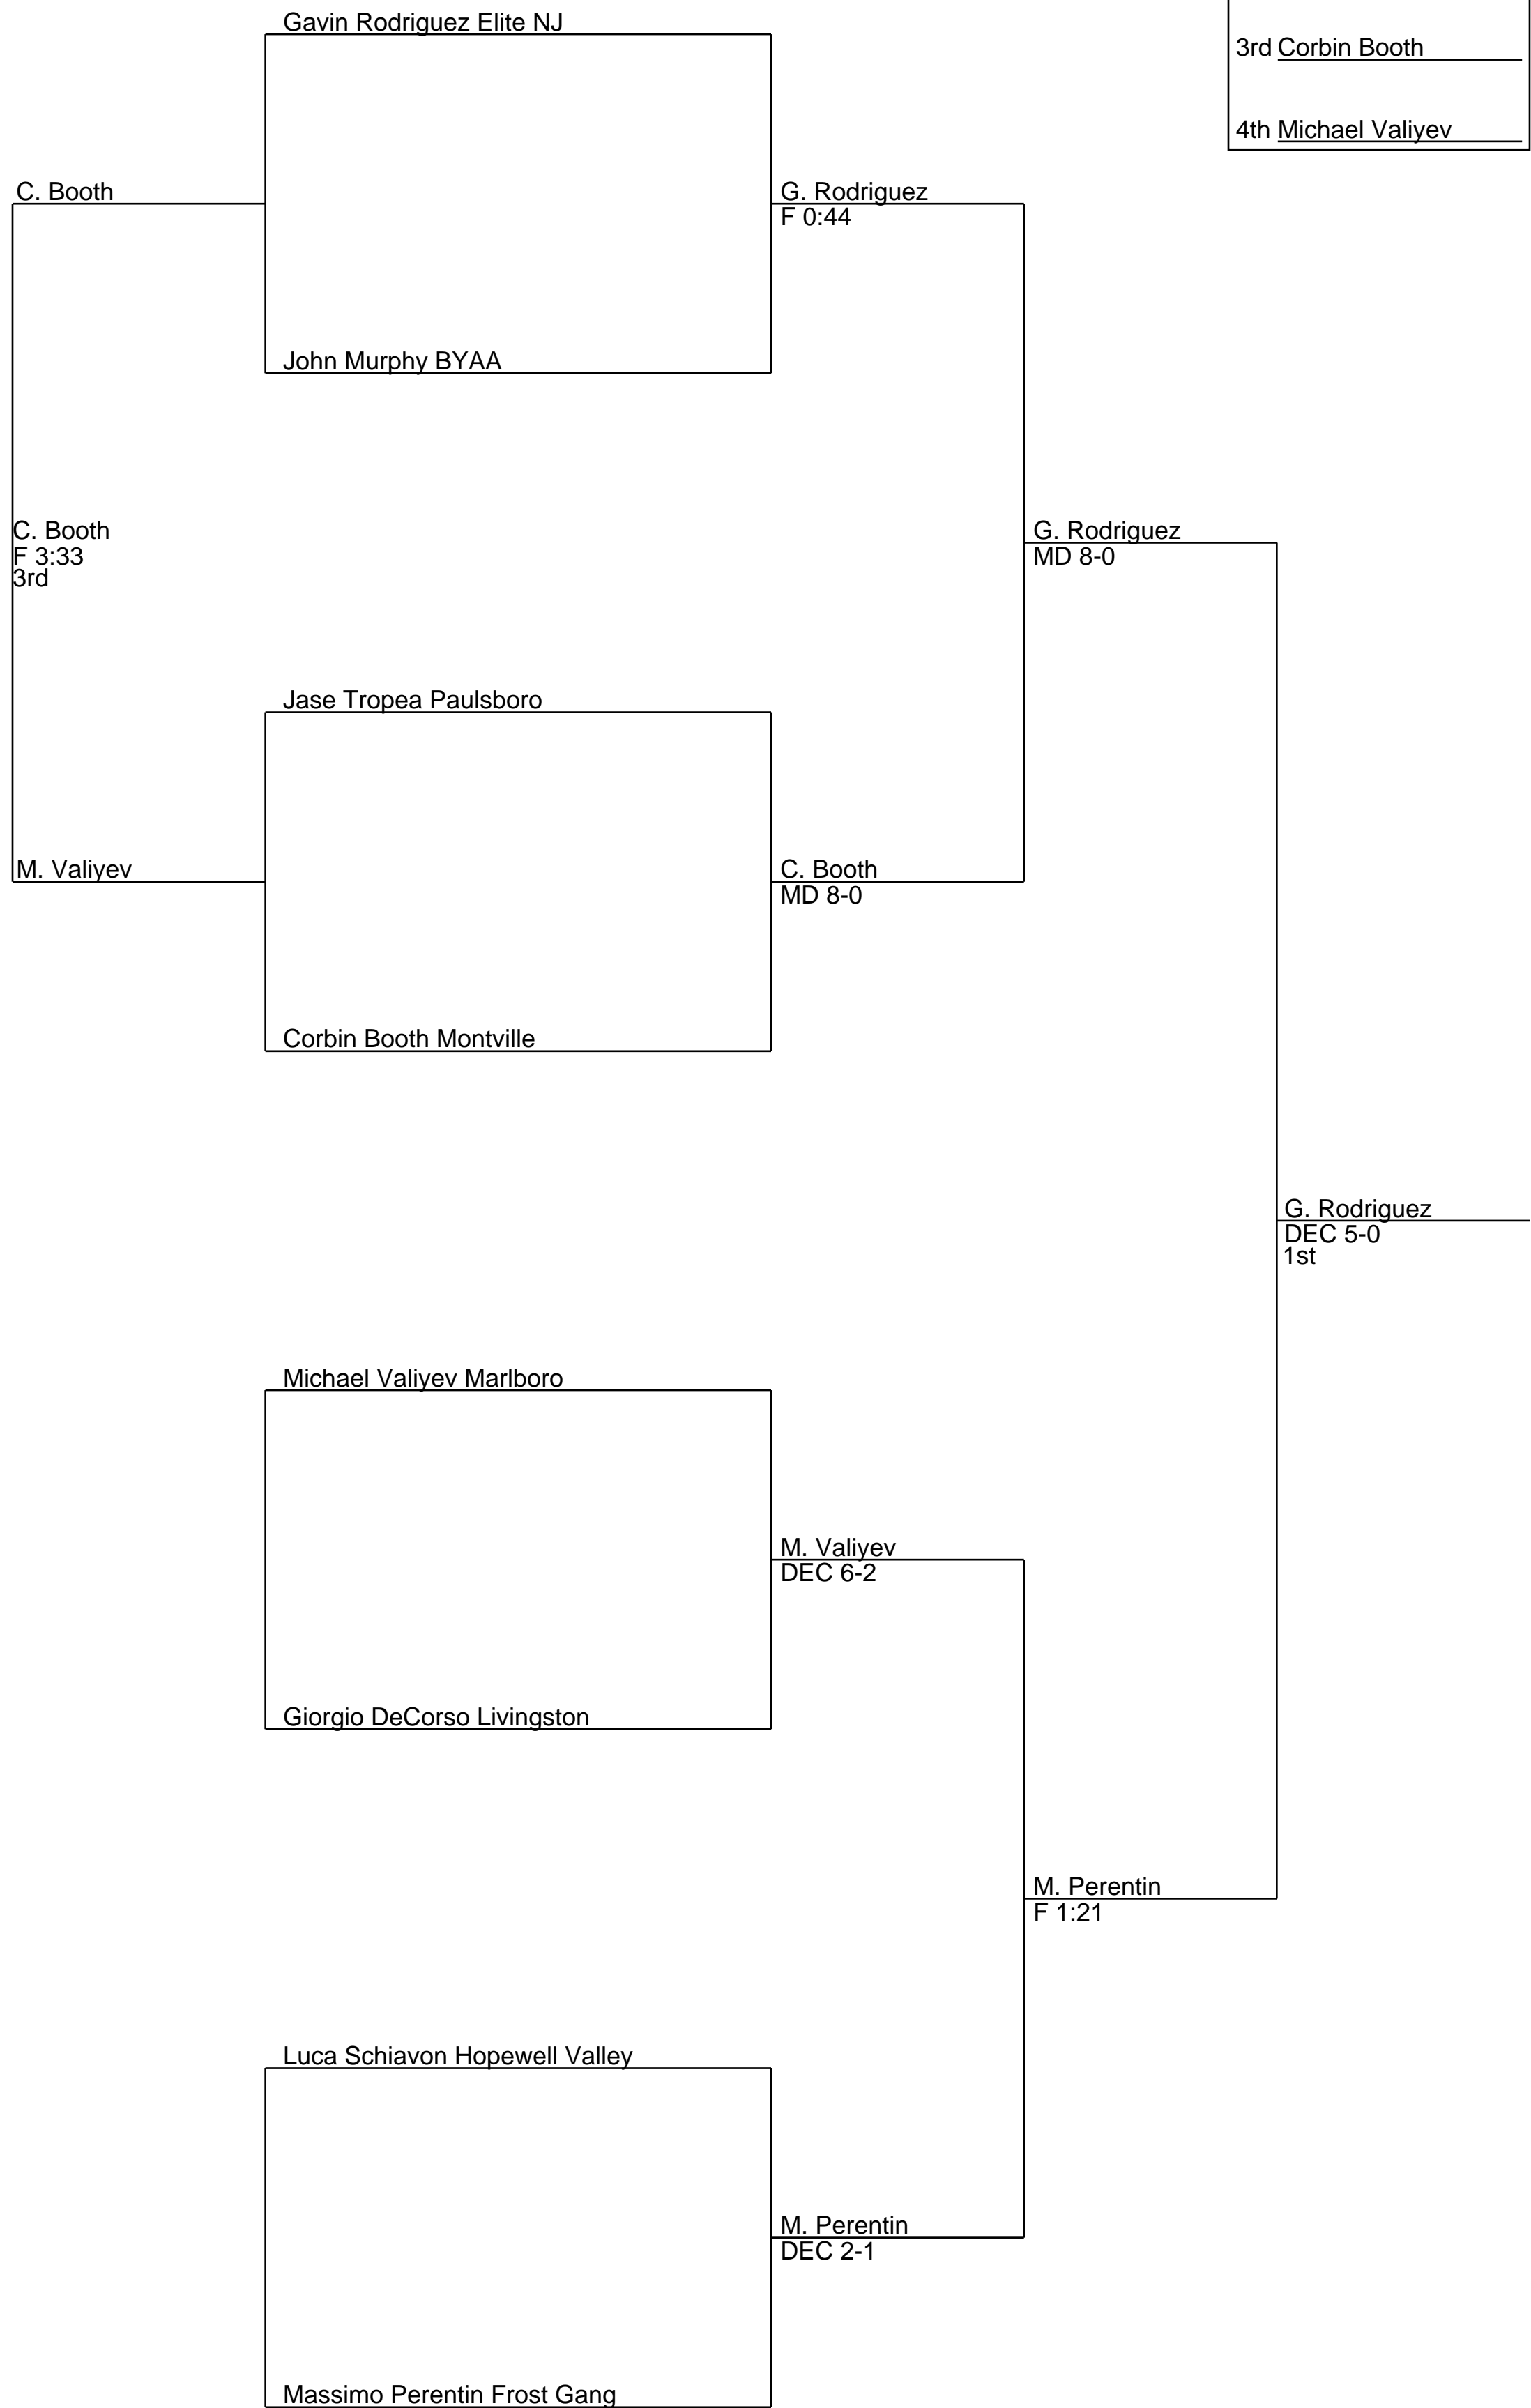 Gavin Rodriguez Elite NJ
3rd Corbin Booth
4th Michael Valiyev
C. Booth
G. Rodriguez
F 0:44
John Murphy BYAA
C. Booth
F 3:33
3rd
G. Rodriguez
MD 8-0
Jase Tropea Paulsboro
M. Valiyev
C. Booth
MD 8-0
Corbin Booth Montville
G. Rodriguez
DEC 5-0
1st
Michael Valiyev Marlboro
M. Valiyev
DEC 6-2
Giorgio DeCorso Livingston
M. Perentin
F 1:21
Luca Schiavon Hopewell Valley
M. Perentin
DEC 2-1
Massimo Perentin Frost Gang